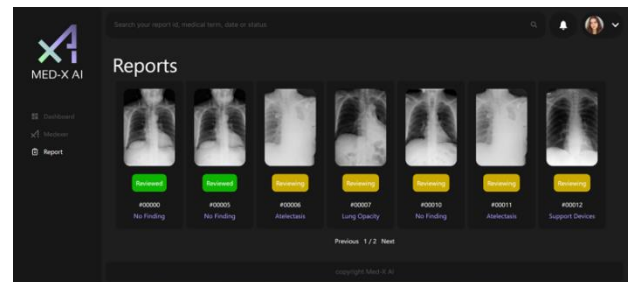 Search your report id, medical term, date or status
MED-X AI
Reports
Dashboard
Medxae
Report
Reviewed Reviewed Reviewing Reviewing Reviewing Reviewing Reviewing
#00000 #00005 #00006 #00007 #00010 #00011 #00012
No Finding No Finding Atelectasis Lung Opacity No Finding Atelectasis Support Devices
Previous 1 / 2 Next
copyright Med-X Ai